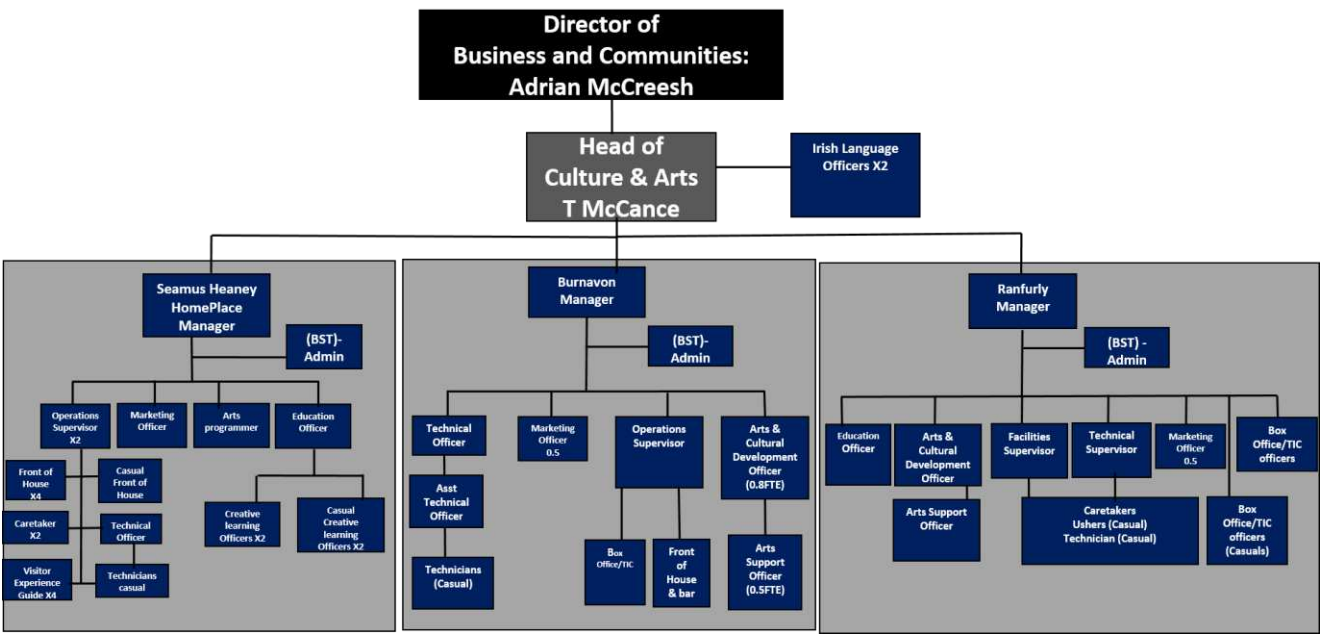 Director of
Business and Communities:
Adrian McCreesh
Head of
Culture & Arts
T McCance
Irish Language
Officers X2
Seamus Heaney
HomePlace
Manager
(BST)-
Admin
Operations
Supervisor
X2
Marketing
Officer
Arts
programmer
Education
Officer
Front of
House X4
Casual
Front of
House
Caretaker
X2
Technical
Officer
Visitor
Experience
Guide X4
Technicians
casual
Creative
learning
Officers X2
Casual
Creative
learning
Officers X2
Burnavon
Manager
(BST)-
Admin
Technical
Officer
Marketing
Officer
0.5
Operations
Supervisor
Arts &
Cultural
Development
Officer
(0.8FTE)
Asst
Technical
Officer
Technicians
(Casual)
Box
Office/TIC
Front
of
House
& bar
Arts
Support
Officer
(0.5FTE)
Ranfurly
Manager
(BST) -
Admin
Education
Officer
Arts &
Cultural
Development
Officer
Facilities
Supervisor
Technical
Supervisor
Marketing
Officer
0.5
Box
Office/TIC
officers
Arts Support
Officer
Caretakers
Ushers (Casual)
Technician (Casual)
Box
Office/TIC
officers
(Casuals)